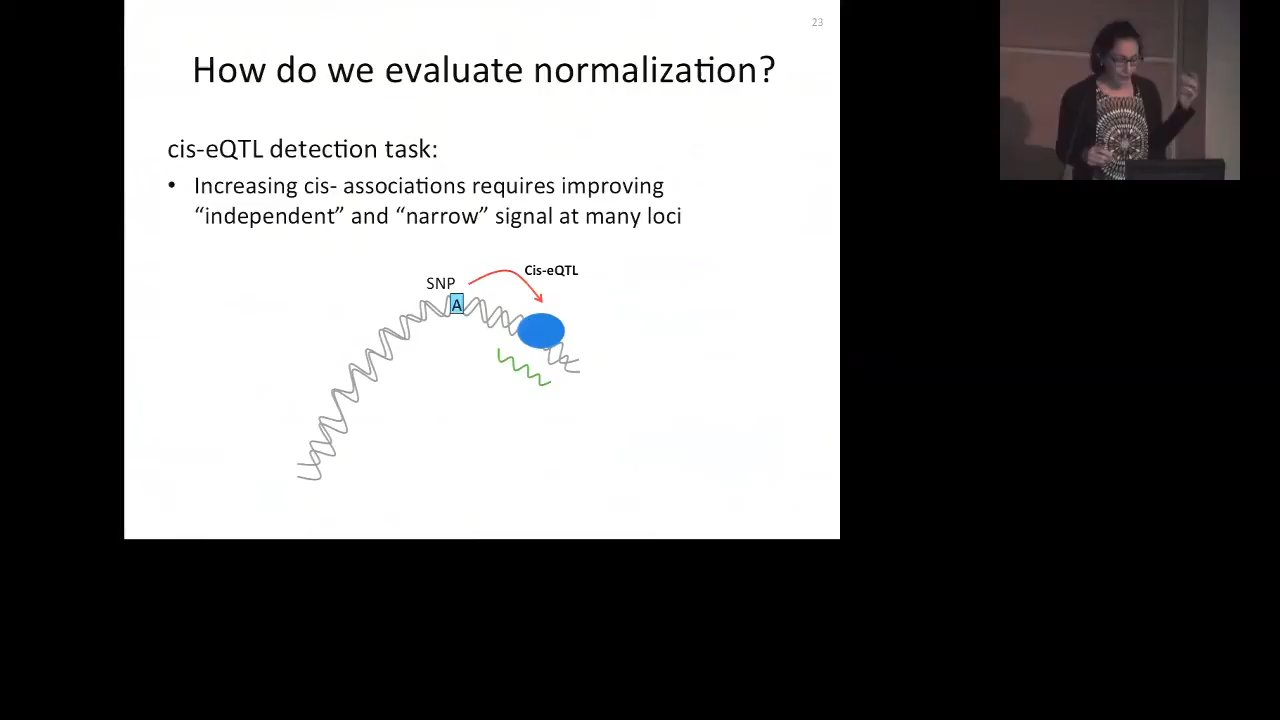 23
How do we evaluate normalization?
cis-eQTL detection task:
• Increasing cis- associations requires improving
“independent” and “narrow” signal at many loci
Cis-eQTL
SNP
A